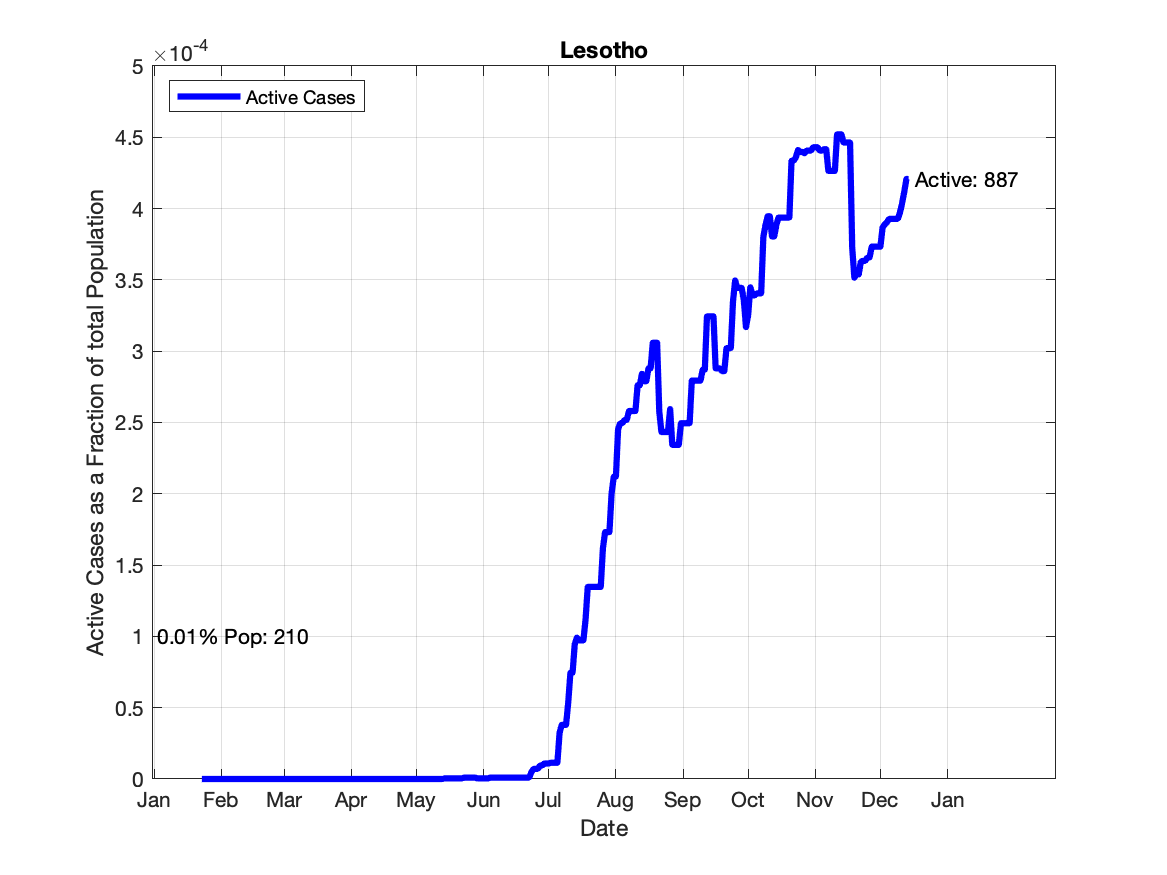 Lesotho
×10-4
Active Cases
5
4.5
4
3.5
3
2.5
2
1.5
1
0.5
0
Active Cases as a Fraction of total Population
Active: 887
0.01% Pop: 210
Jan Feb Mar Apr May Jun Jul Aug Sep Oct Nov Dec Jan
Date